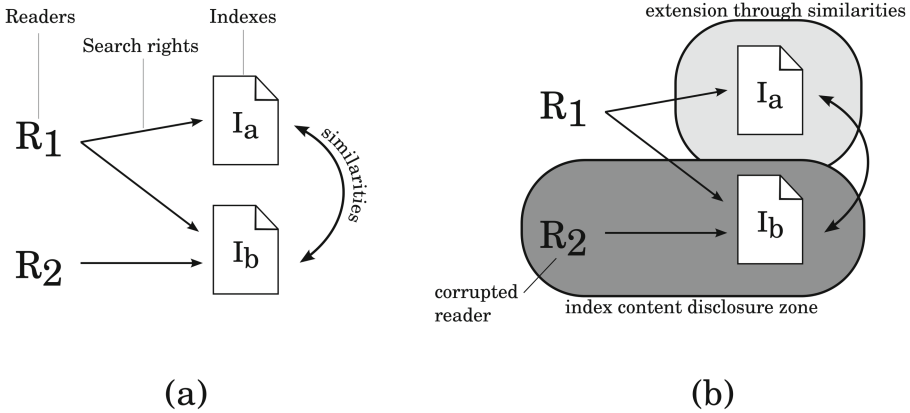 Readers
Indexes
Search rights
R1
Ia
similarities
R2
Ib
(a)
extension through similarities
R1
Ia
R2
Ib
corrupted
reader
index content disclosure zone
(b)